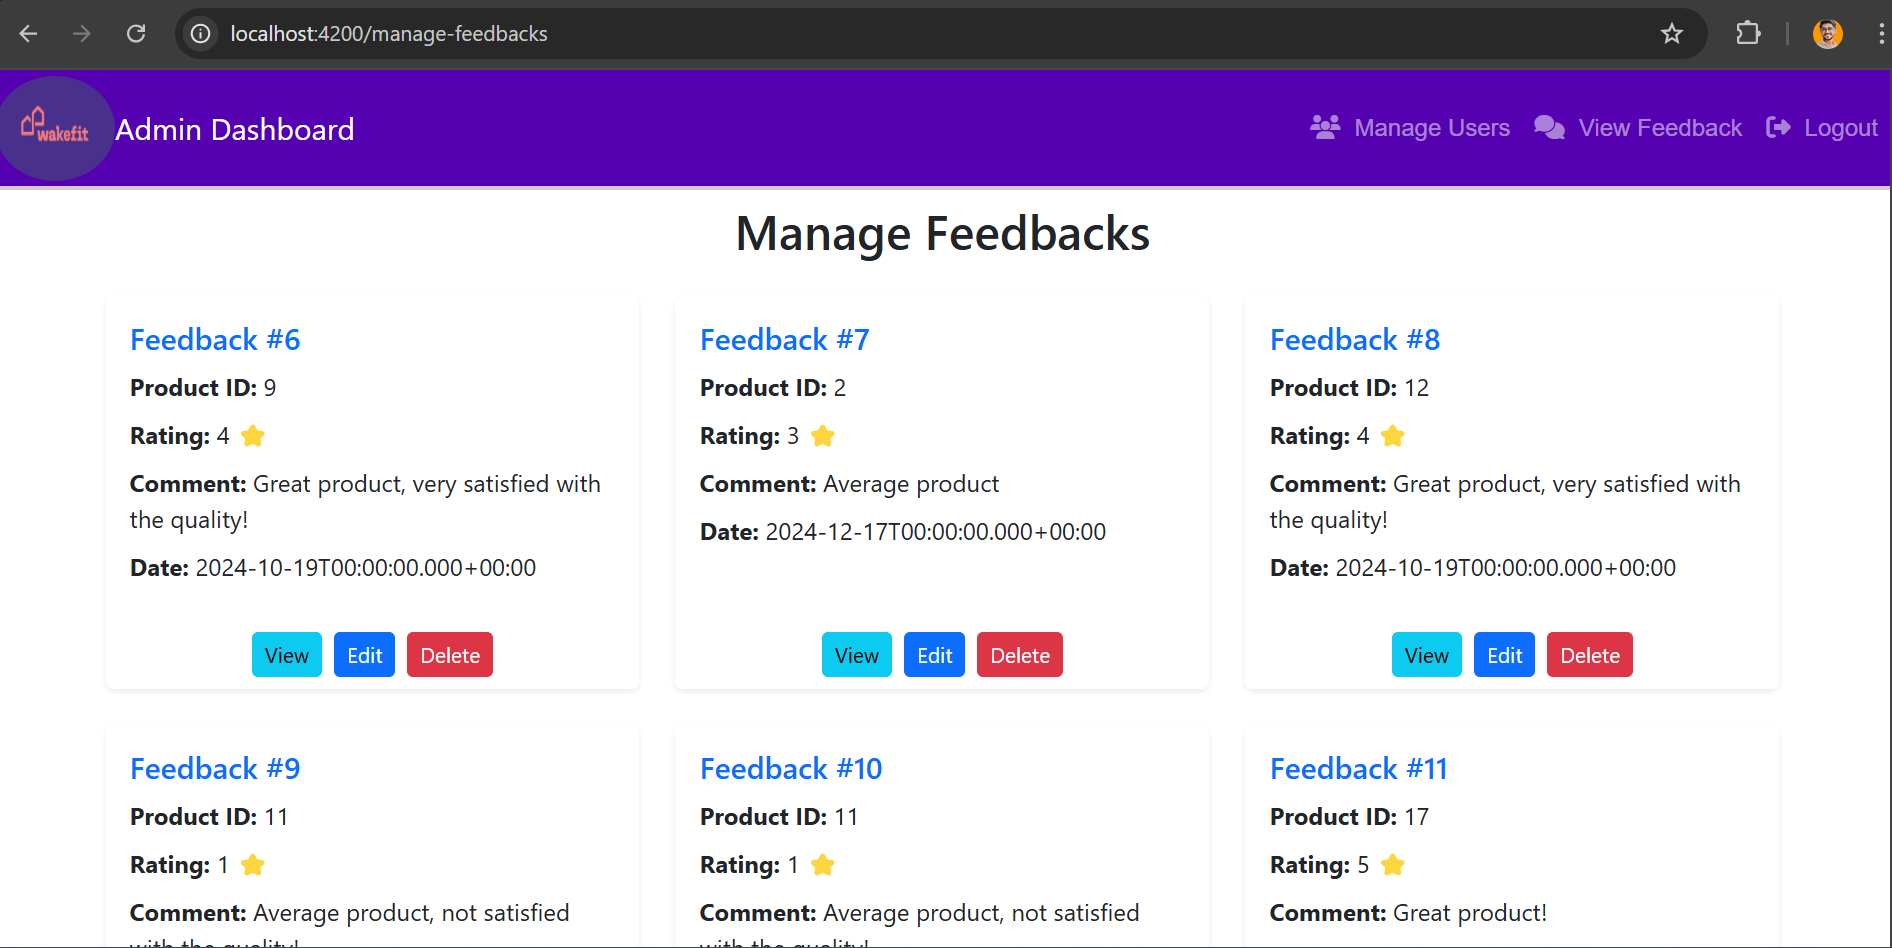 localhost:4200/manage-feedbacks
wakefit
Admin Dashboard
Manage Users
View Feedback
Logout
Manage Feedbacks
Feedback #6
Product ID: 9
Rating: 4
Comment: Great product, very satisfied with
the quality!
Date: 2024-10-19T00:00:00.000+00:00
View Edit Delete
Feedback #7
Product ID: 2
Rating: 3
Comment: Average product
Date: 2024-12-17T00:00:00.000+00:00
View Edit Delete
Feedback #8
Product ID: 12
Rating: 4
Comment: Great product, very satisfied with
the quality!
Date: 2024-10-19T00:00:00.000+00:00
View Edit Delete
Feedback #9
Product ID: 11
Rating: 1
Comment: Average product, not satisfied
with the quality!
Feedback #10
Product ID: 11
Rating: 1
Comment: Average product, not satisfied
with the quality!
Feedback #11
Product ID: 17
Rating: 5
Comment: Great product!